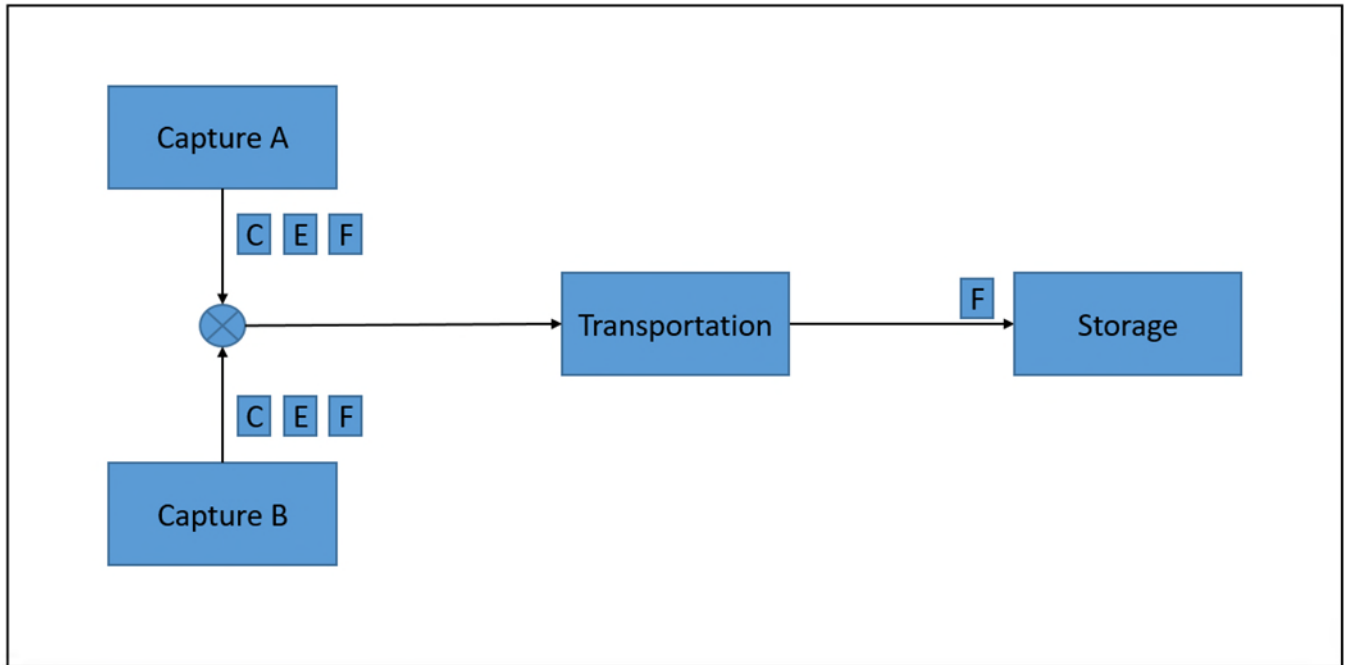 Capture A
C E F
F
Transportation
Storage
C E F
Capture B